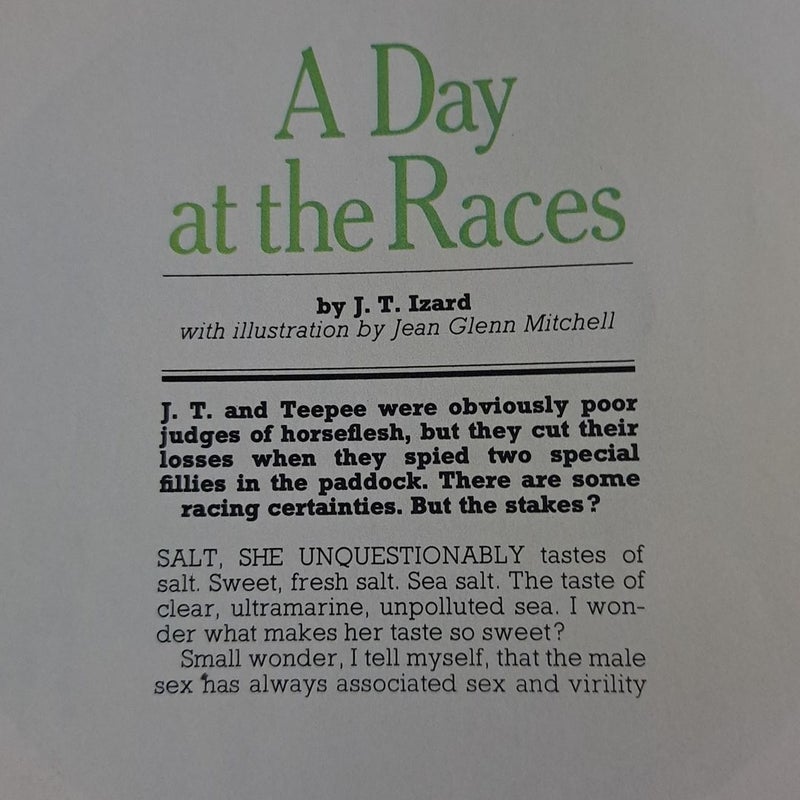 A Day
at the Races
by J. T. Izard
with illustration by Jean Glenn Mitchell
J. T. and Teepee were obviously poor
judges of horseflesh, but they cut their
losses when they spied two special
fillies in the paddock. There are some
racing certainties. But the stakes?
SALT, SHE UNQUESTIONABLY tastes of
salt. Sweet, fresh salt. Sea salt. The taste of
clear, ultramarine, unpolluted sea. I won-
der what makes her taste so sweet?
Small wonder, I tell myself, that the male
sex has always associated sex and virility